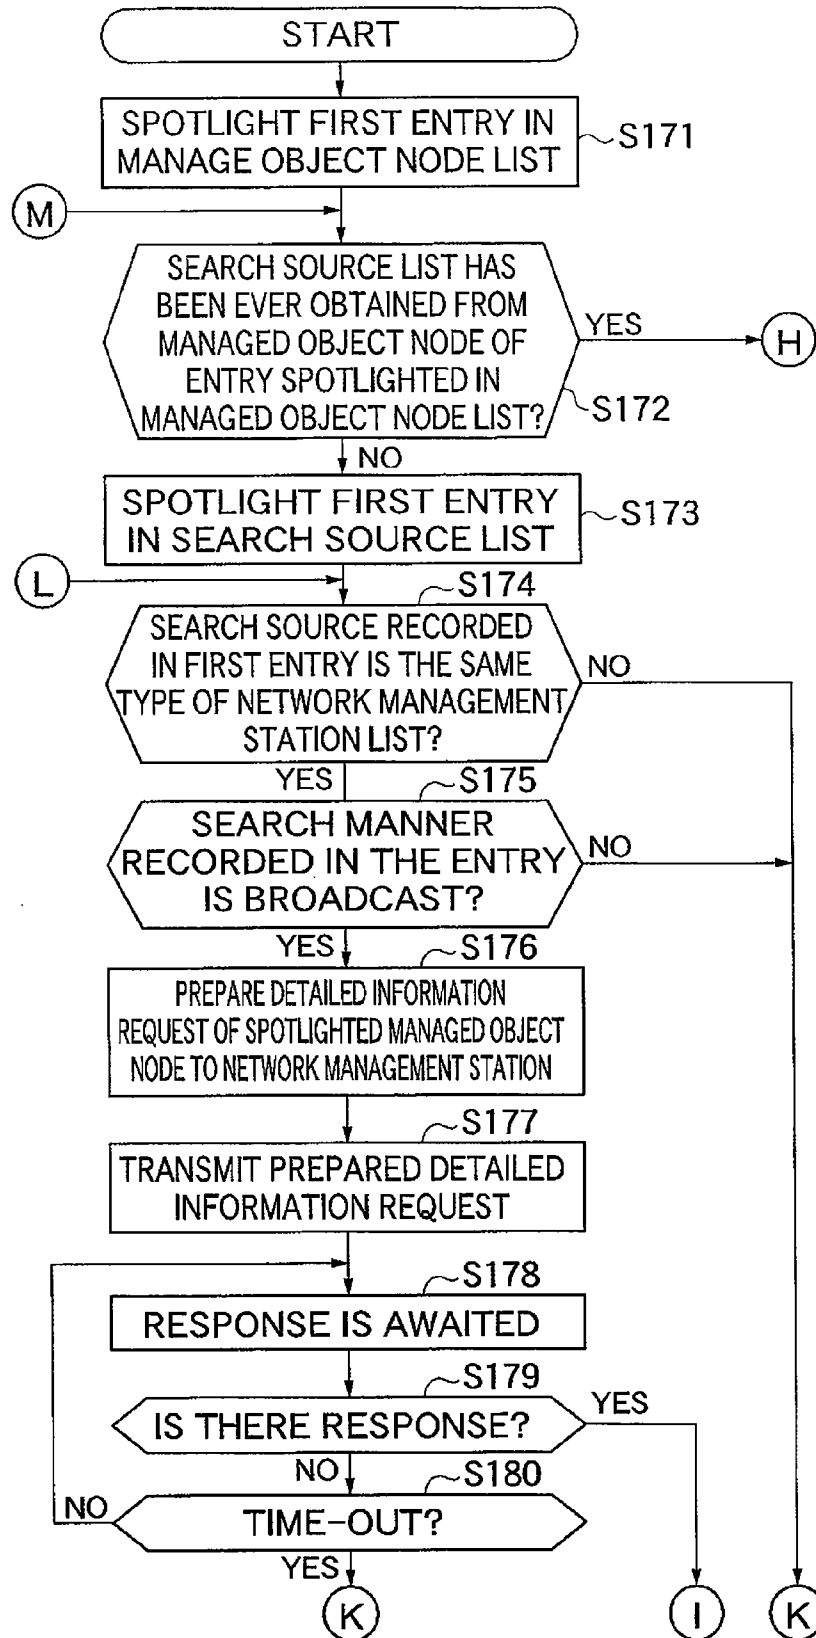 START
SPOTLIGHT FIRST ENTRY IN
MANAGE OBJECT NODE LIST
S171
M
SEARCH SOURCE LIST HAS
BEEN EVER OBTAINED FROM
MANAGED OBJECT NODE OF
ENTRY SPOTLIGHTED IN
MANAGED OBJECT NODE LIST?
YES
H
S172
NO
SPOTLIGHT FIRST ENTRY
IN SEARCH SOURCE LIST
S173
L
S174
SEARCH SOURCE RECORDED
IN FIRST ENTRY IS THE SAME
TYPE OF NETWORK MANAGEMENT
STATION LIST?
NO
YES
S175
SEARCH MANNER
RECORDED IN THE ENTRY
IS BROADCAST?
NO
YES
S176
PREPARE DETAILED INFORMATION
REQUEST OF SPOTLIGHTED MANAGED OBJECT
NODE TO NETWORK MANAGEMENT STATION
S177
TRANSMIT PREPARED DETAILED
INFORMATION REQUEST
S178
RESPONSE IS AWAITED
S179
IS THERE RESPONSE?
YES
NO
S180
NO
TIME-OUT?
YES
K
I
K